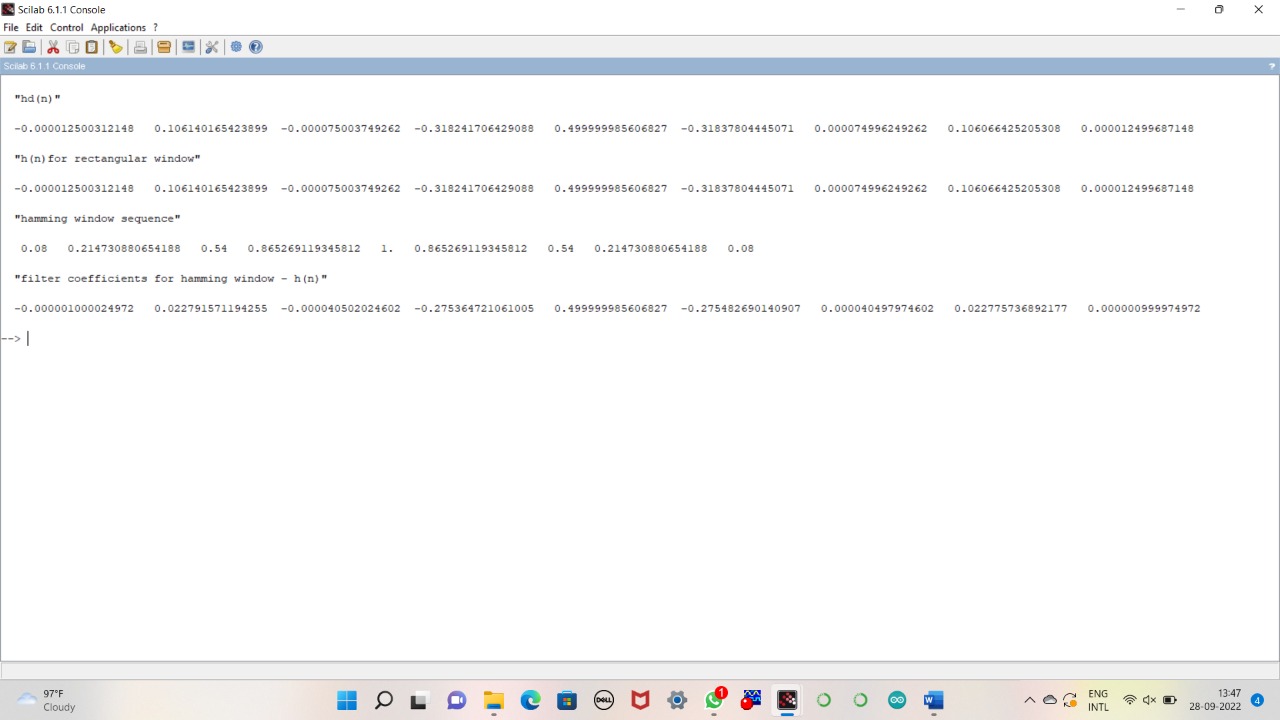 Scilab 6.1.1 Console
File Edit Control Applications ?
Scilab 6.1.1 Console ?
"hd(n)"
-0.000012500312148 0.106140165423899 -0.000075003749262 -0.318241706429088 0.499999985606827 -0.31837804445071 0.000074996249262 0.106066425205308 0.000012499687148
"h(n)for rectangular window"
-0.000012500312148 0.106140165423899 -0.000075003749262 -0.318241706429088 0.499999985606827 -0.31837804445071 0.000074996249262 0.106066425205308 0.000012499687148
"hamming window sequence"
0.08 0.214730880654188 0.54 0.865269119345812 1. 0.865269119345812 0.54 0.214730880654188 0.08
"filter coefficients for hamming window - h(n)"
-0.000001000024972 0.022791571194255 -0.000040502024602 -0.275364721061005 0.499999985606827 -0.275482690140907 0.000040497974602 0.022775736892177 0.000000999974972
-->
97°F
Cloudy
DELL
1
W
ENG
INTL
13:47
28-09-2022
4